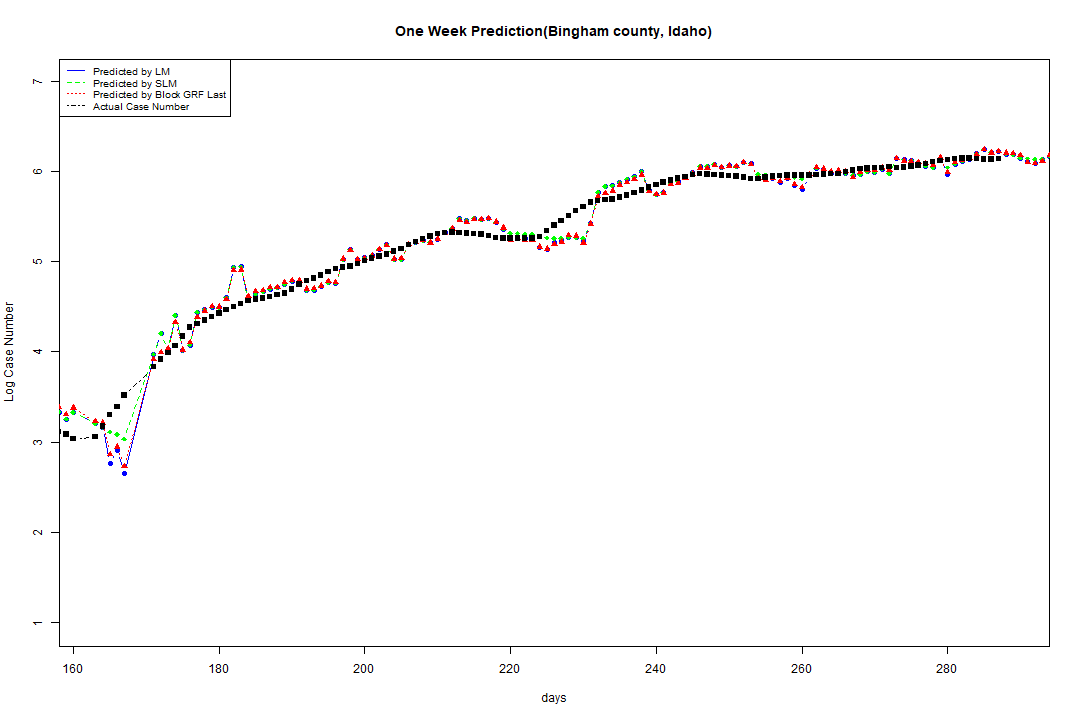 One Week Prediction(Bingham county, Idaho)
Predicted by LM
Predicted by SLM
Predicted by Block GRF Last
Actual Case Number
7
6
5
4
3
2
1
Log Case Number
160 180 200 220 240 260 280
days